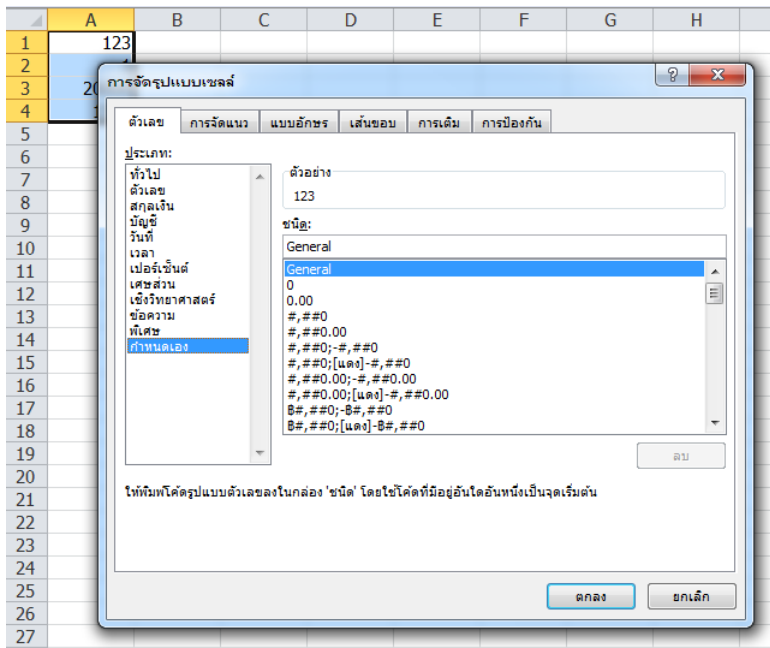 A B C D E F G H
1 123
2
3 20
4 1
5
6
7
8
9
10
11
12
13
14
15
16
17
18
19
20
21
22
23
24
25
26
27
การจัดรูปแบบเซลล์
ตัวเลข การจัดแนว แบบอักษร เส้นขอบ การเติม การป้องกัน
ประเภท:
ทั่วไป
ตัวเลข
สกุลเงิน
บัญชี
วันที่
เวลา
เปอร์เซ็นต์
เศษส่วน
เชิงวิทยาศาสตร์
ข้อความ
พิเศษ
กำหนดเอง
ตัวอย่าง
123
ชนิด:
General
General
0
0.00
#,##0
#,##0.00
#,##0;-#,##0
#,##0;[แดง]-#,##0
#,##0.00;-#,##0.00
#,##0.00;[แดง]-#,##0.00
฿#,##0;-฿#,##0
฿#,##0;[แดง]-฿#,##0
ลบ
ให้พิมพ์โค้ดรูปแบบตัวเลขลงในกล่อง 'ชนิด' โดยใช้โค้ดที่มีอยู่อันใดอันหนึ่งเป็นจุดเริ่มต้น
ตกลง ยกเลิก